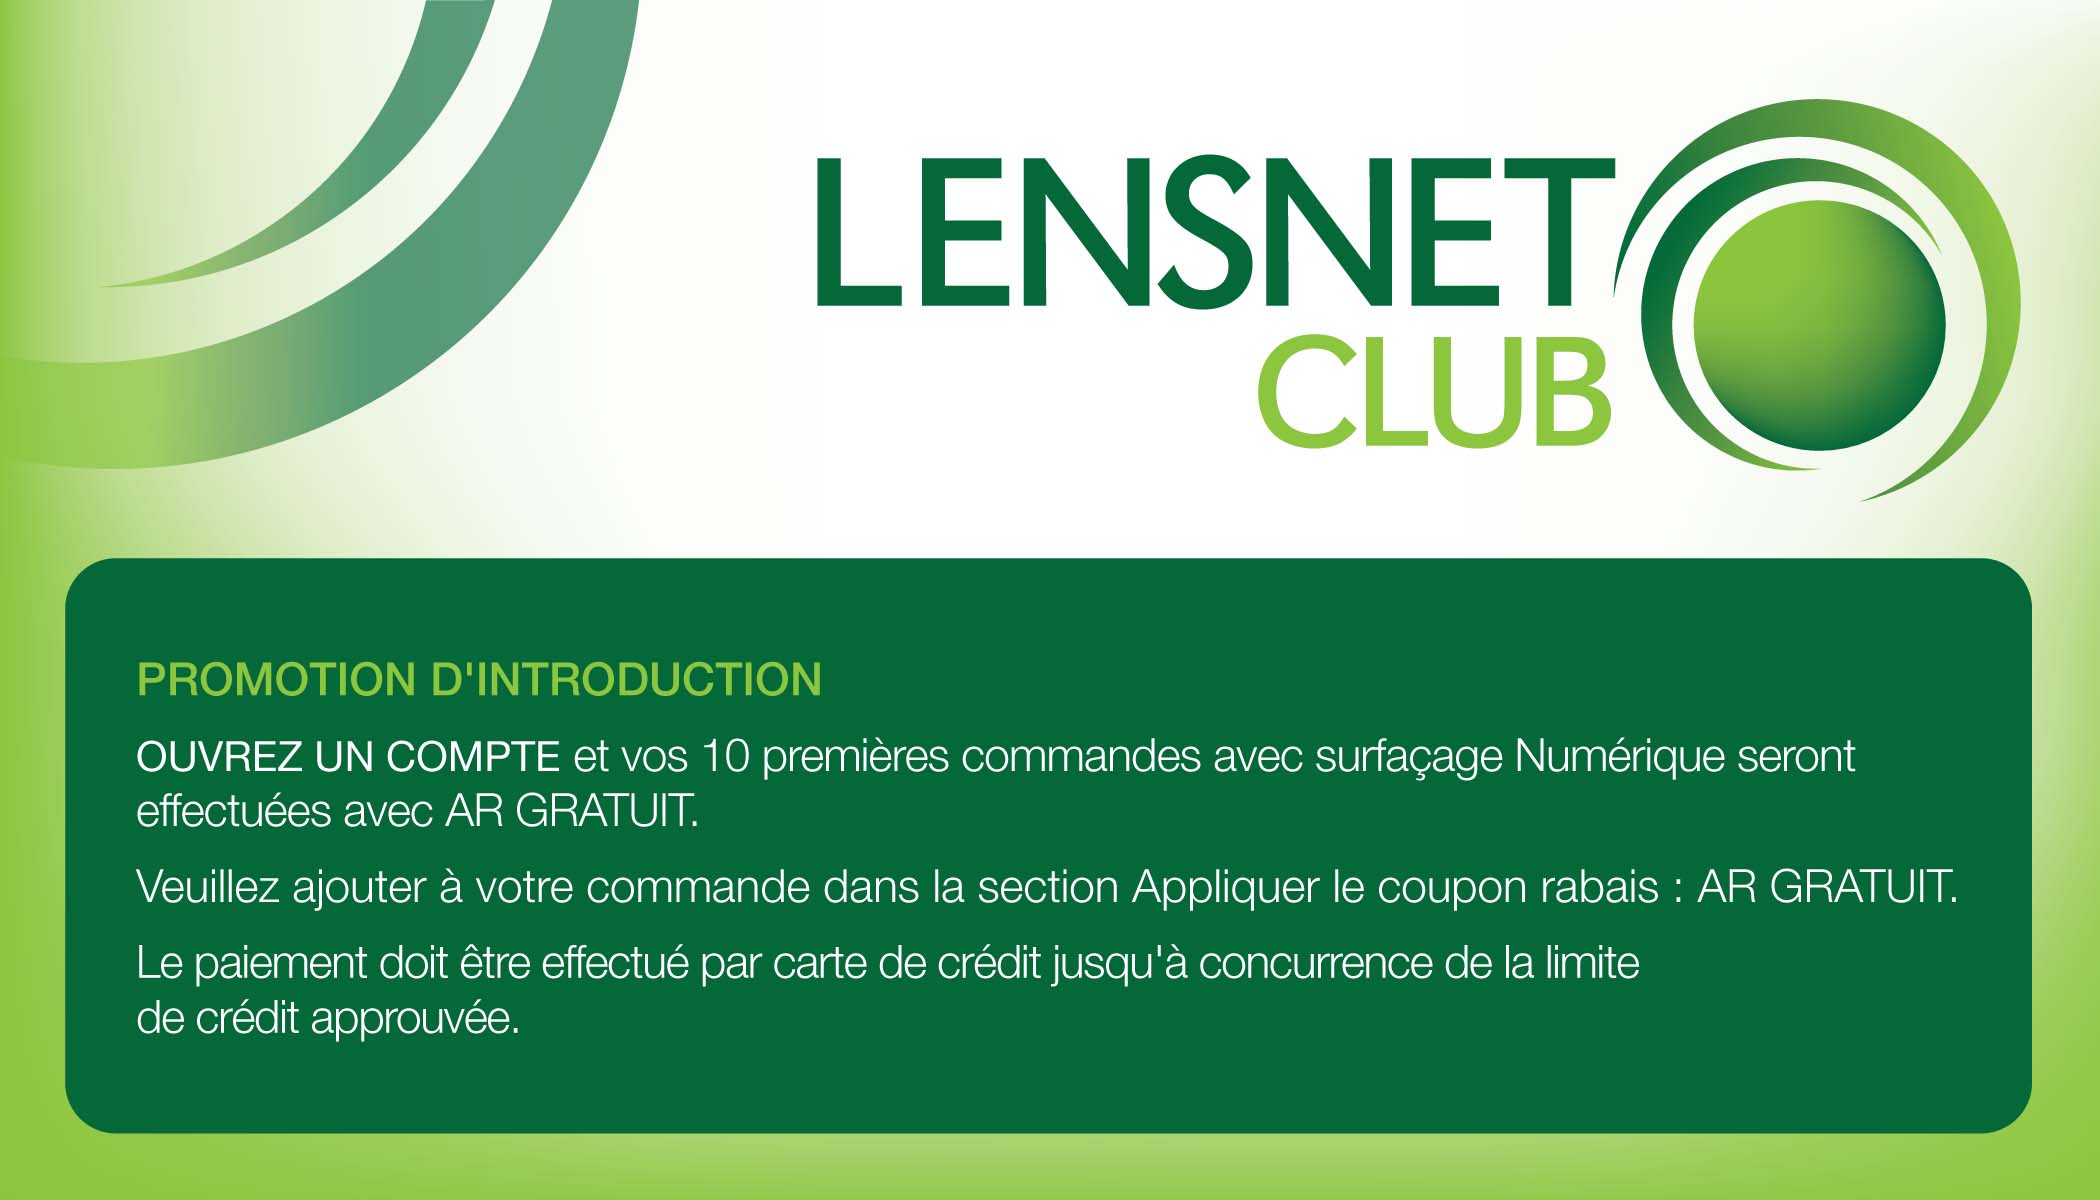 LENSNET
CLUB
PROMOTION D'INTRODUCTION
OUVREZ UN COMPTE et vos 10 premières commandes avec surfaçage Numérique seront
effectuées avec AR GRATUIT.
Veuillez ajouter à votre commande dans la section Appliquer le coupon rabais : AR GRATUIT.
Le paiement doit être effectué par carte de crédit jusqu'à concurrence de la limite
de crédit approuvée.